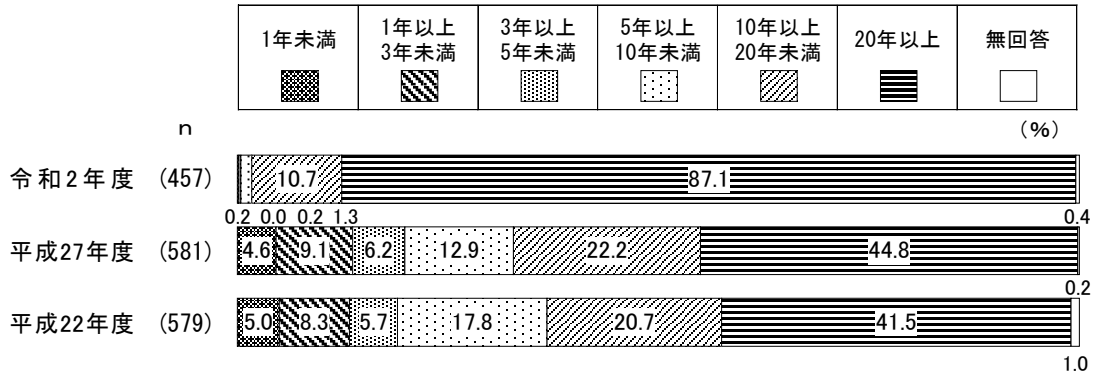 1年未満 1年以上 3年以上 5年以上 10年以上 20年以上 無回答
3年未満 5年未満 10年未満 20年未満
n (%)
令和2年度 (457) 10.7 87.1
0.2 0.0 0.2 1.3 0.4
平成27年度 (581) 4.6 9.1 6.2 12.9 22.2 44.8
0.2
平成22年度 (579) 5.0 8.3 5.7 17.8 20.7 41.5
1.0